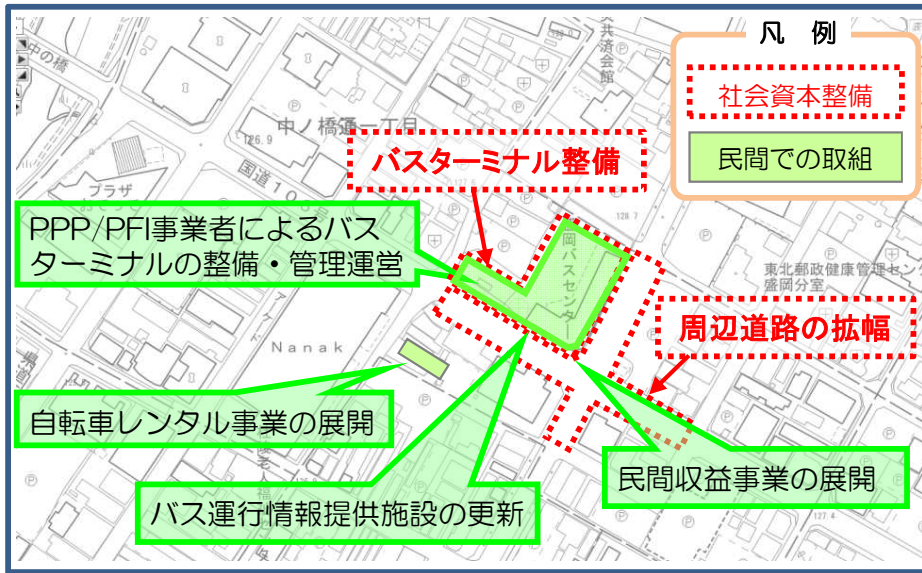 凡 例
社会資本整備
民間での取組
中の橋
共済会館
中ノ橋通一丁目
126.9
バスターミナル整備
プラザ
128.7
PPP/PFI事業者によるバス
ターミナルの整備・管理運営
岡バスセンター
東北郵政健康管理セン
盛岡分室
周辺道路の拡幅
Nanak
県道
自転車レンタル事業の展開
民間収益事業の展開
バス運行情報提供施設の更新
127.4